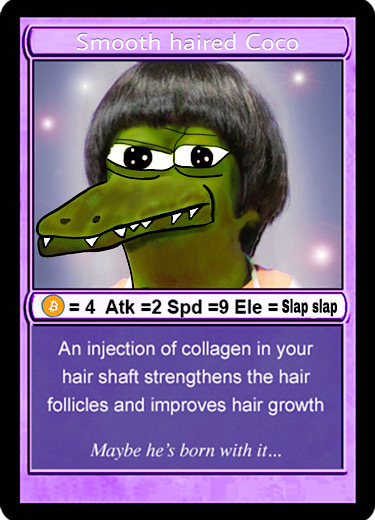 Smooth haired Coco
₿ = 4 Atk =2 Spd =9 Ele = Slap slap
An injection of collagen in your
hair shaft strengthens the hair
follicles and improves hair growth
Maybe he's born with it...